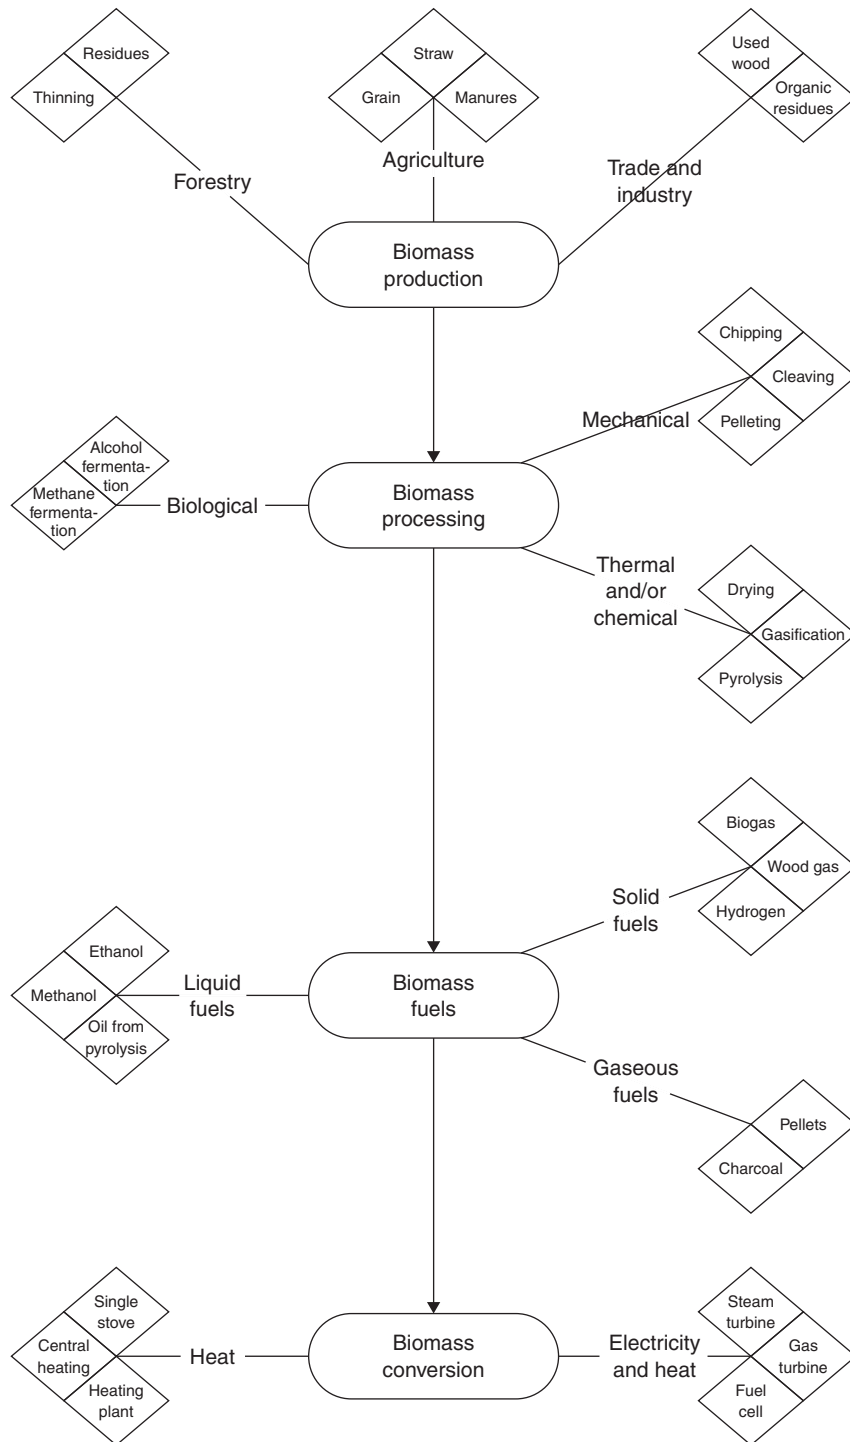 Residues
Thinning
Forestry
Straw
Grain
Manures
Agriculture
Used
wood
Organic
residues
Trade and
industry
Biomass
production
Chipping
Cleaving
Pelleting
Mechanical
Alcohol
fermenta-
tion
Methane
fermenta-
tion
Biological
Biomass
processing
Thermal
and/or
chemical
Drying
Gasification
Pyrolysis
Biogas
Wood gas
Hydrogen
Solid
fuels
Ethanol
Methanol
Oil from
pyrolysis
Liquid
fuels
Biomass
fuels
Gaseous
fuels
Pellets
Charcoal
Single
stove
Central
heating
Heating
plant
Heat
Biomass
conversion
Electricity
and heat
Steam
turbine
Gas
turbine
Fuel
cell